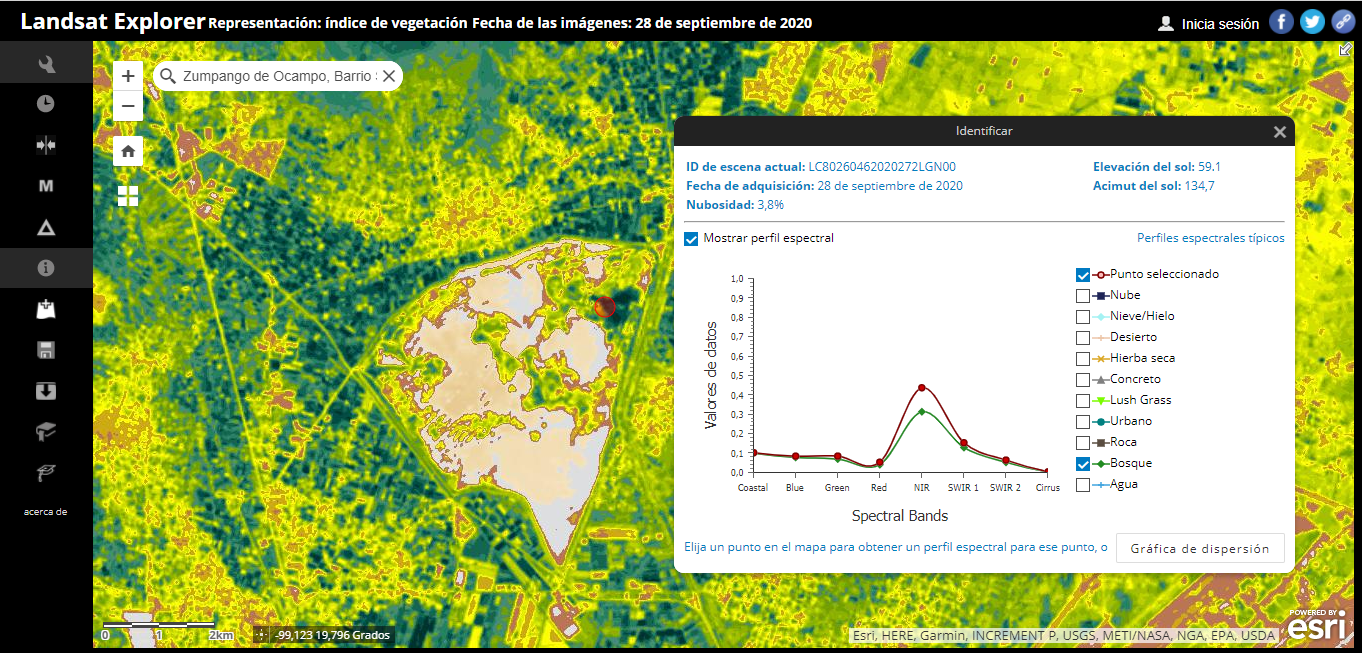 Landsat Explorer Representación: índice de vegetación Fecha de las imágenes: 28 de septiembre de 2020
Inicia sesión
Zumpango de Ocampo, Barrio
M
acerca de
Identificar
ID de escena actual: LC80260462020272LGN00
Elevación del sol: 59.1
Fecha de adquisición: 28 de septiembre de 2020
Acimut del sol: 134,7
Nubosidad: 3,8%
Mostrar perfil espectral
Perfiles espectrales típicos
Valores de datos
1,0
0,9
0,8
0,7
0,6
0,5
0,4
0,3
0,2
0,1
0,0
Coastal Blue Green Red NIR SWIR 1 SWIR 2 Cirrus
Spectral Bands
Punto seleccionado
Nube
Nieve/Hielo
Desierto
Hierba seca
Concreto
Lush Grass
Urbano
Roca
Bosque
Agua
Elija un punto en el mapa para obtener un perfil espectral para ese punto, o
Gráfica de dispersión
0 1 2km
-99,123 19,796 Grados
Esri, HERE, Garmin, INCREMENT P, USGS, METI/NASA, NGA, EPA, USDA
POWERED BY
esri